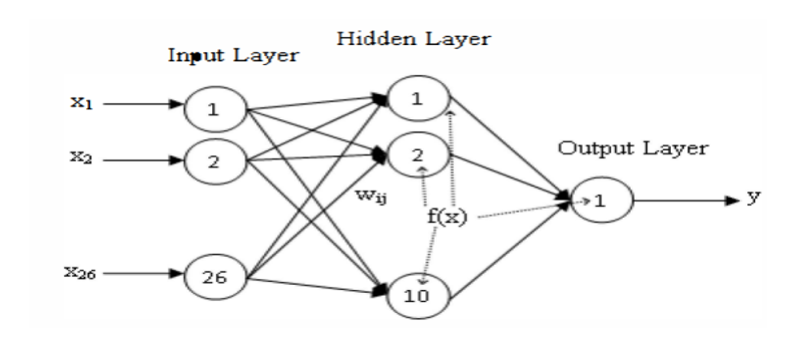 Hidden Layer
Input Layer
x1
1
1
x2
2
2
Output Layer
wij
f(x)
1
y
x26
26
10